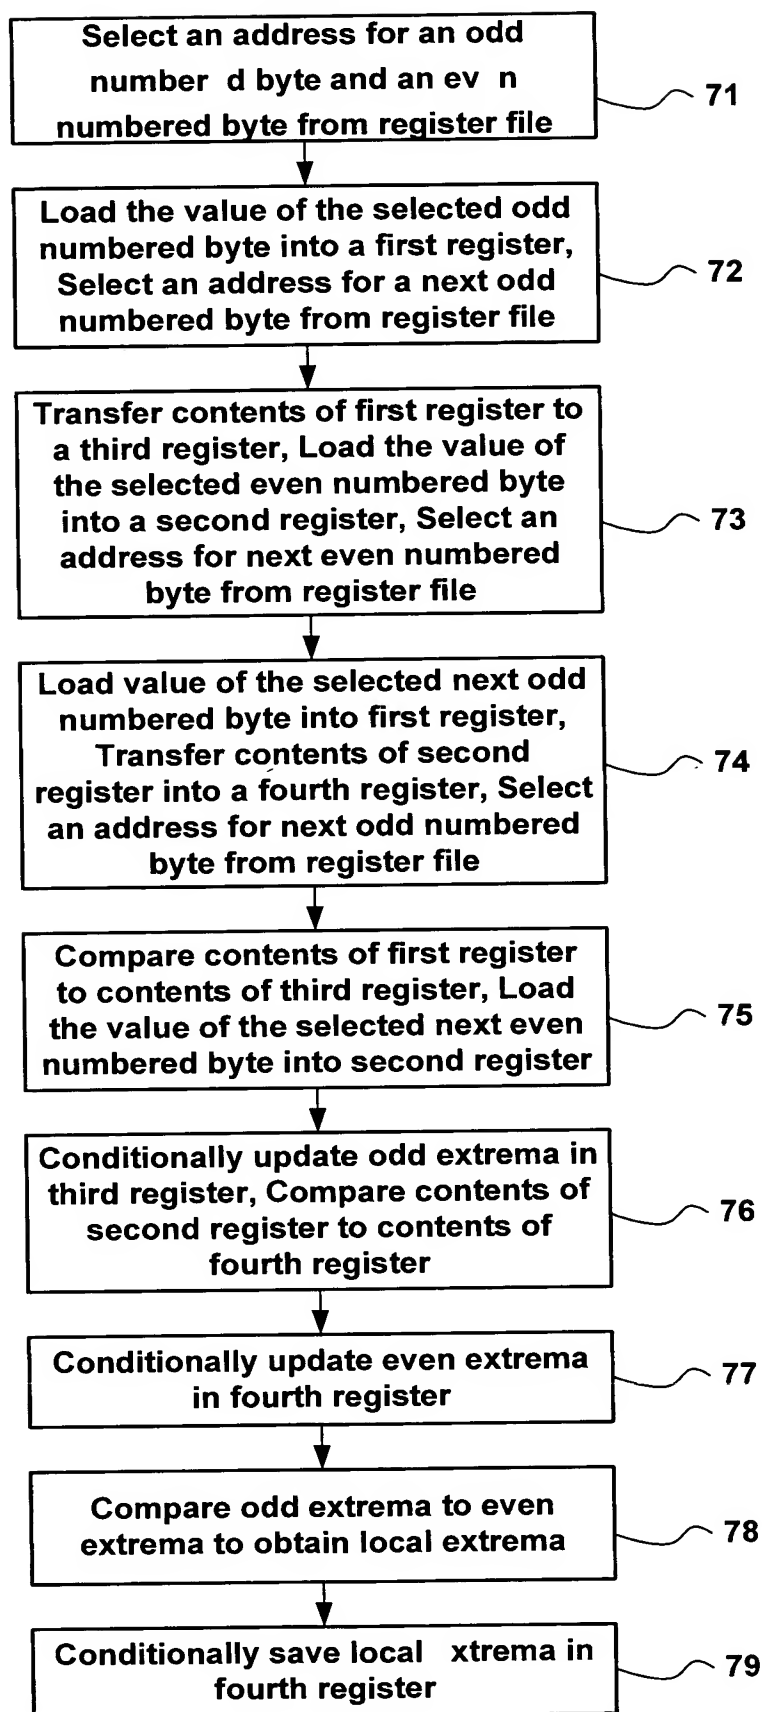 Select an address for an odd
number d byte and an ev n
numbered byte from register file
71
Load the value of the selected odd
numbered byte into a first register,
Select an address for a next odd
numbered byte from register file
72
Transfer contents of first register to
a third register, Load the value of
the selected even numbered byte
into a second register, Select an
address for next even numbered
byte from register file
73
Load value of the selected next odd
numbered byte into first register,
Transfer contents of second
register into a fourth register, Select
an address for next odd numbered
byte from register file
74
Compare contents of first register
to contents of third register, Load
the value of the selected next even
numbered byte into second register
75
Conditionally update odd extrema in
third register, Compare contents of
second register to contents of
fourth register
76
Conditionally update even extrema
in fourth register
77
Compare odd extrema to even
extrema to obtain local extrema
78
Conditionally save local xtrema in
fourth register
79